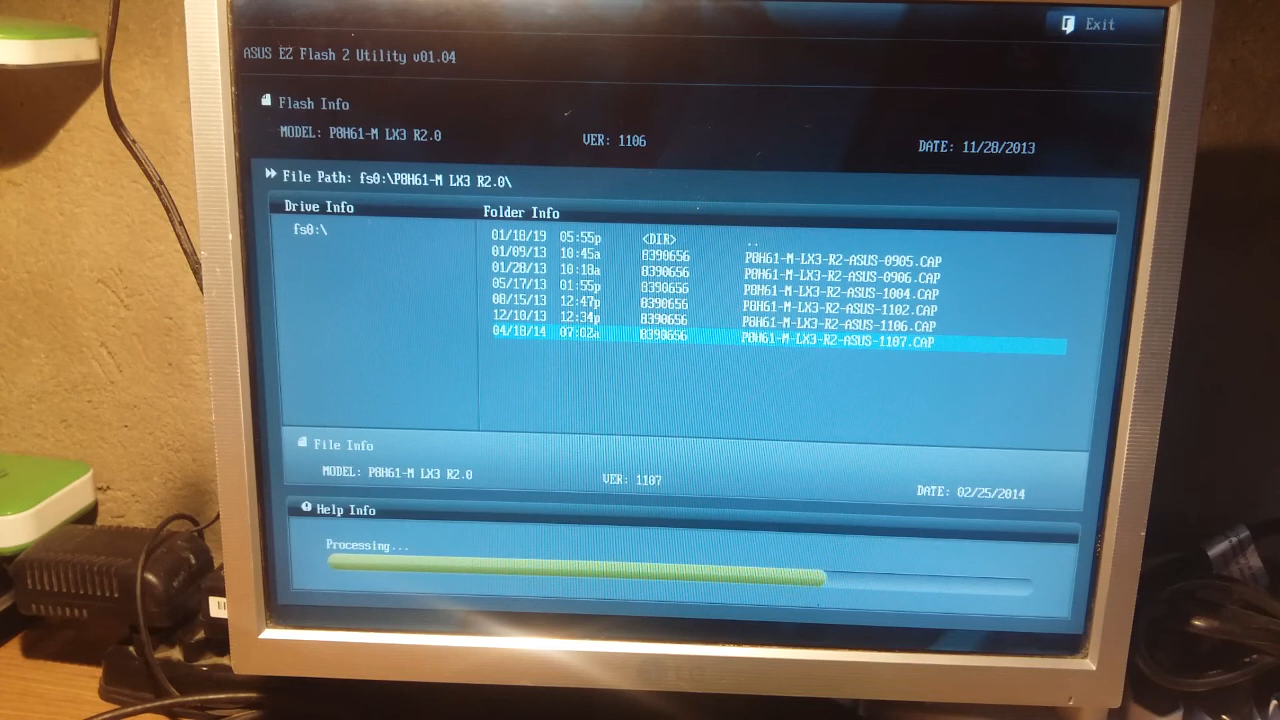 Exit
ASUS EZ Flash 2 Utility v01.04
Flash Info
MODEL: P8H61-M LX3 R2.0 VER: 1106 DATE: 11/28/2013
File Path: fs0:\P8H61-M LX3 R2.0\
Drive Info Folder Info
fs0:\
01/18/19 05:55p <DIR> ..
01/09/13 10:45a 8390656 P8H61-M-LX3-R2-ASUS-0905.CAP
01/28/13 10:18a 8390656 P8H61-M-LX3-R2-ASUS-0906.CAP
05/17/13 01:55p 8390656 P8H61-M-LX3-R2-ASUS-1004.CAP
08/15/13 12:47p 8390656 P8H61-M-LX3-R2-ASUS-1102.CAP
12/10/13 12:34p 8390656 P8H61-M-LX3-R2-ASUS-1106.CAP
04/18/14 07:02a 8390656 P8H61-M-LX3-R2-ASUS-1107.CAP
File Info
MODEL: P8H61-M LX3 R2.0 VER: 1107 DATE: 02/25/2014
Help Info
Processing...